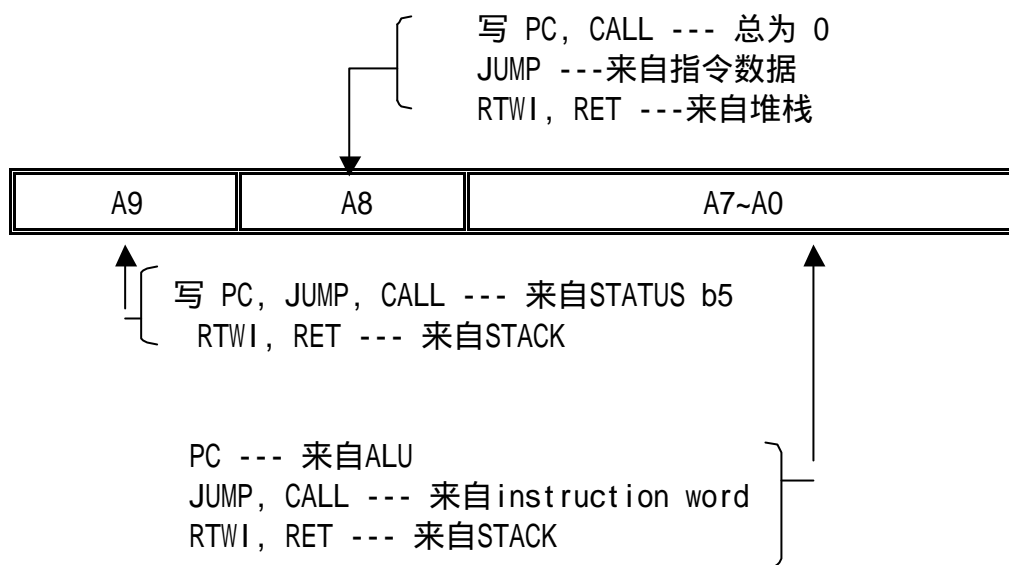 写 PC, CALL --- 总为 0
JUMP ---来自指令数据
RTWI, RET ---来自堆栈
A9 A8 A7~A0
写 PC, JUMP, CALL --- 来自STATUS b5
RTWI, RET --- 来自STACK
PC --- 来自ALU
JUMP, CALL --- 来自instruction word
RTWI, RET --- 来自STACK